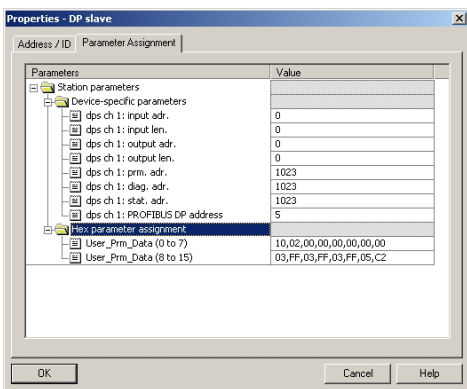 Properties - DP slave
Address / ID Parameter Assignment
Parameters Value
Station parameters
Device-specific parameters
dps ch 1: input adr. 0
dps ch 1: input len. 0
dps ch 1: output adr. 0
dps ch 1: output len. 0
dps ch 1: prm. adr. 1023
dps ch 1: diag. adr. 1023
dps ch 1: stat. adr. 1023
dps ch 1: PROFIBUS DP address 5
Hex parameter assignment
User_Prm_Data (0 to 7) 10,02,00,00,00,00,00,00
User_Prm_Data (8 to 15) 03,FF,03,FF,03,FF,05,C2
OK Cancel Help